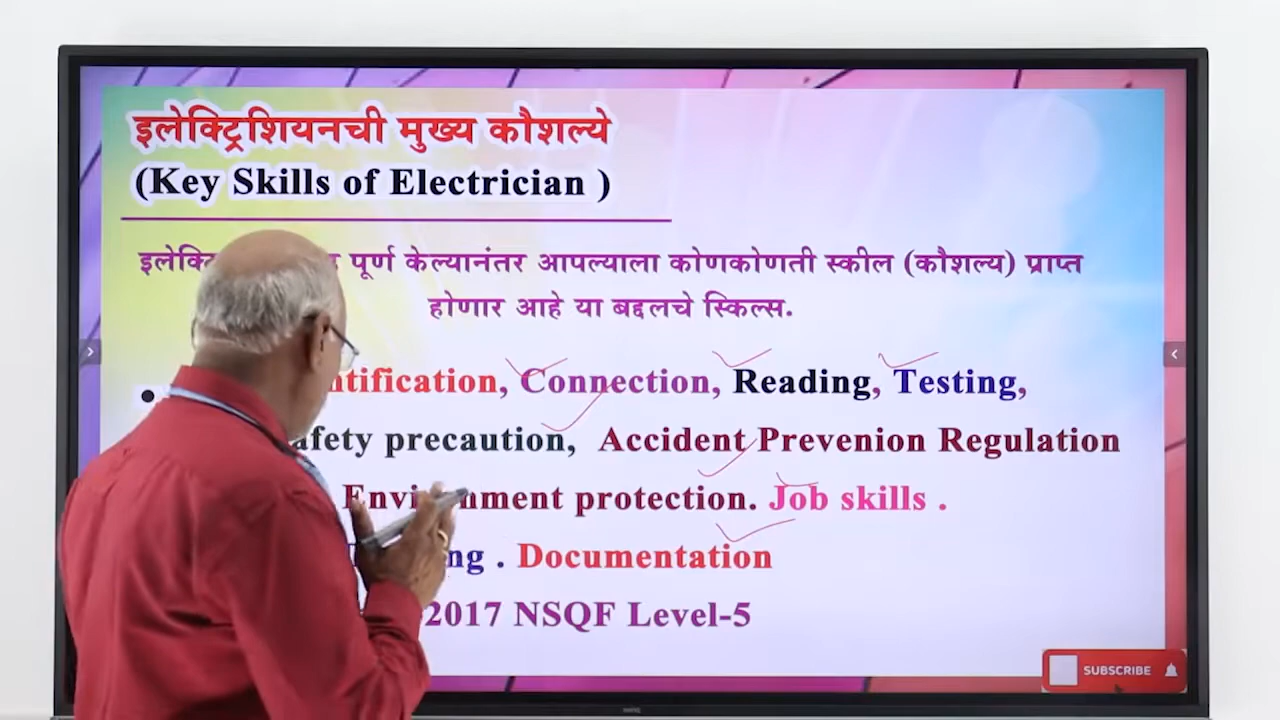 इलेक्ट्रिशियनची मुख्य कौशल्ये
(Key Skills of Electrician )
पूर्ण केल्यानंतर आपल्याला कोणकोणती स्कील (कौशल्य) प्राप्त
होणार आहे या बद्दलचे स्किल्स.
Connection, Reading, Testing,
precaution, Accident Prevenion Regulation
protection. Job skills .
. Documentation
2017 NSQF Level-5
SUBSCRIBE